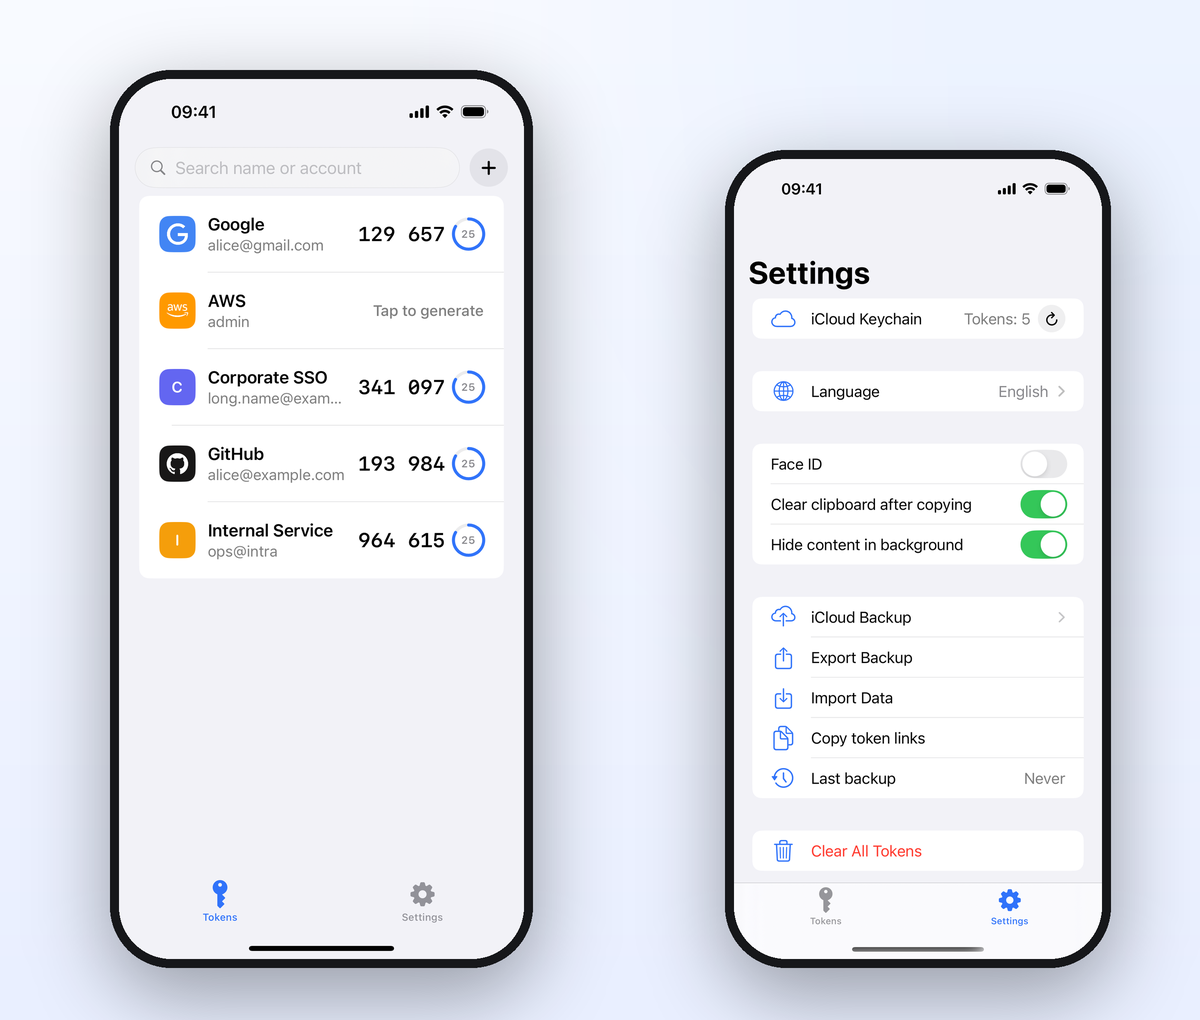 09:41
Search name or account
Google
alice@gmail.com
129 657
25
aws
AWS
admin
Tap to generate
C
Corporate SSO
long.name@exam...
341 097
25
GitHub
alice@example.com
193 984
25
I
Internal Service
ops@intra
964 615
25
Tokens
Settings
09:41
Settings
iCloud Keychain
Tokens: 5
Language
English
Face ID
Clear clipboard after copying
Hide content in background
iCloud Backup
Export Backup
Import Data
Copy token links
Last backup
Never
Clear All Tokens
Tokens
Settings